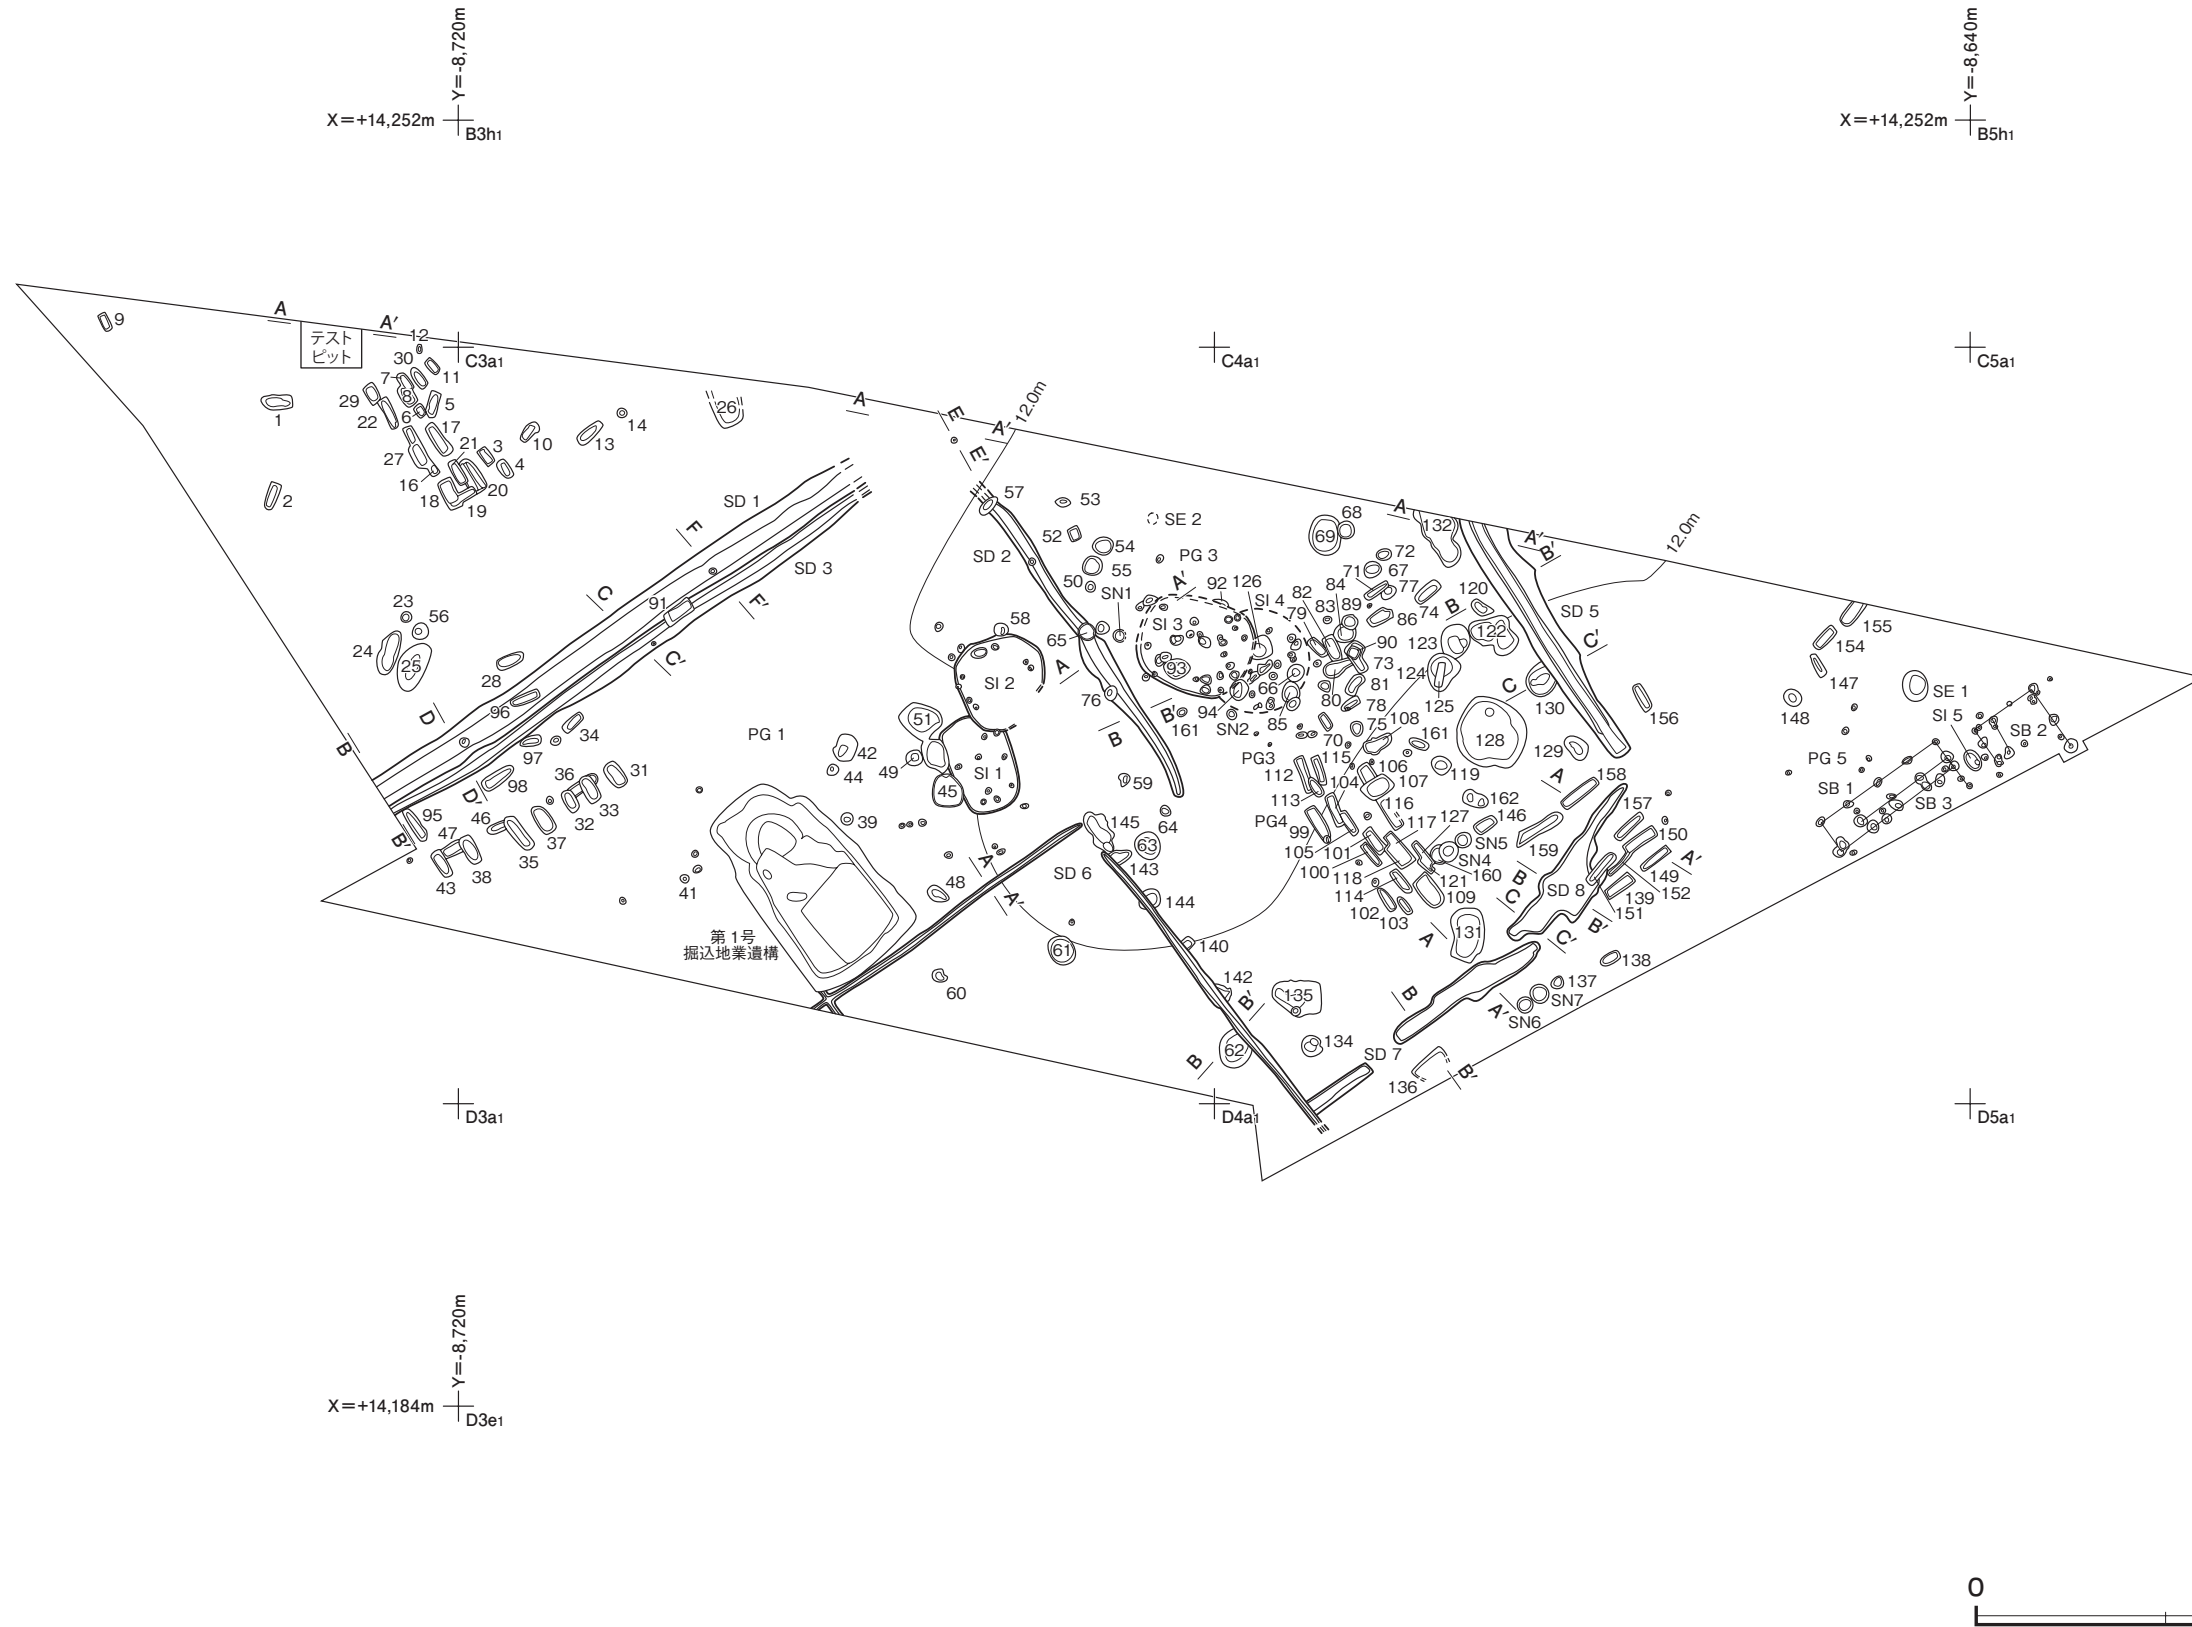 Y＝-8,720m
X＝+14,252m
B3h1
Y＝-8,640m
X＝+14,252m
B5h1
9
A
テスト
ピット
A′
12
C3a1
30
11
7
8
29
22
6
5
1
17
27
21
3
4
10
13
14
16
18
19
20
2
26
A
E
E′
A′
12.0m
C4a1
C5a1
SD 1
F
SD 3
F′
C
C′
91
23
56
24
25
28
96
D
B
34
97
98
D′
36
31
33
32
46
37
35
95
B′
47
43
38
57
53
52
SE 2
54
SD 2
55
50
PG 3
SN1
A′
92
126
SI 4
58
65
SI 3
93
SI 2
A
76
B
B′
161
94
SN2
66
85
68
69
72
71
67
77
84
82
83
89
79
86
74
90
73
80
81
78
75
70
108
A
132
A′
B′
12.0m
120
B
122
123
124
125
SD 5
C′
C
130
128
129
161
119
PG 1
51
42
44
49
SI 1
45
39
41
48
第 1号
掘込地業遺構
60
A
A′
59
64
145
63
SD 6
143
144
61
140
142
B′
B
62
135
134
SD 7
136
B′
PG3
115
112
106
107
104
113
PG4
99
116
105
101
117
127
100
118
114
121
109
102
103
160
SN4
SN5
146
162
A
131
A
158
157
159
150
B
SD 8
C
A′
149
152
139
151
B′
C′
138
137
SN7
SN6
A′
B
155
154
147
148
156
SE 1
SI 5
SB 2
PG 5
SB 1
SB 3
D3a1
D4a1
D5a1
Y＝-8,720m
X＝+14,184m
D3e1
0